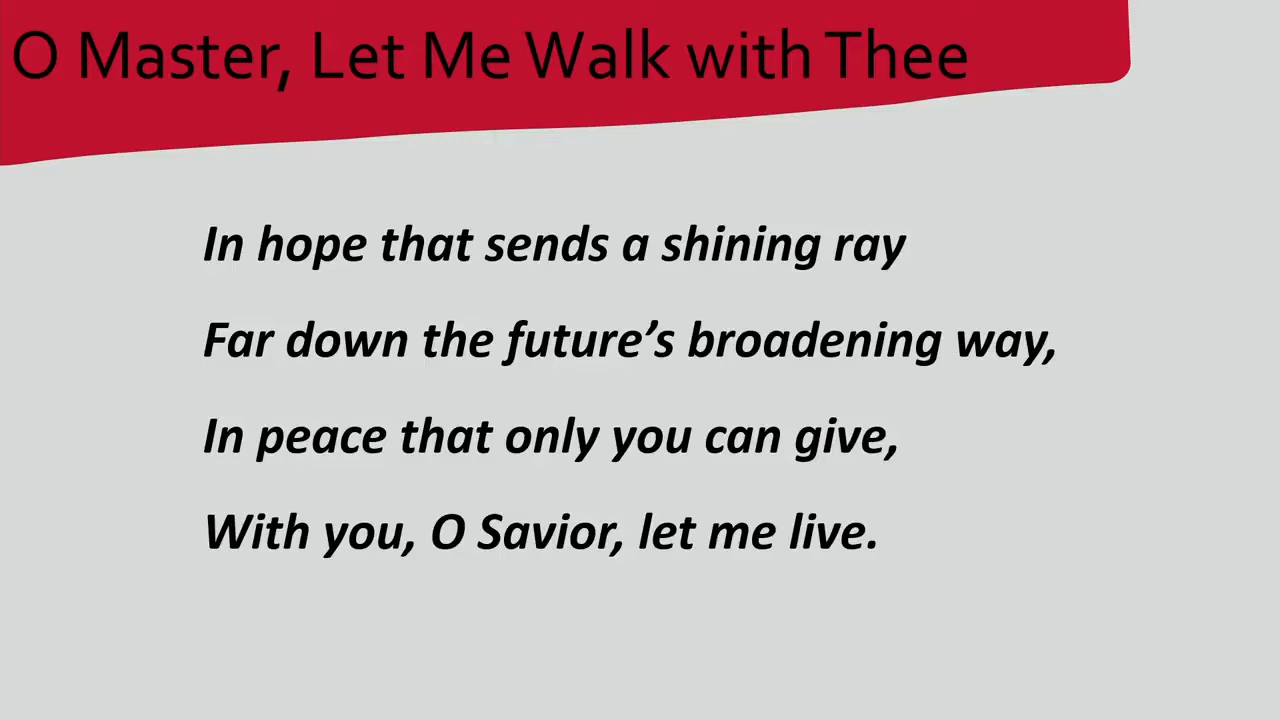 O Master, Let Me Walk with Thee
In hope that sends a shining ray
Far down the future’s broadening way,
In peace that only you can give,
With you, O Savior, let me live.